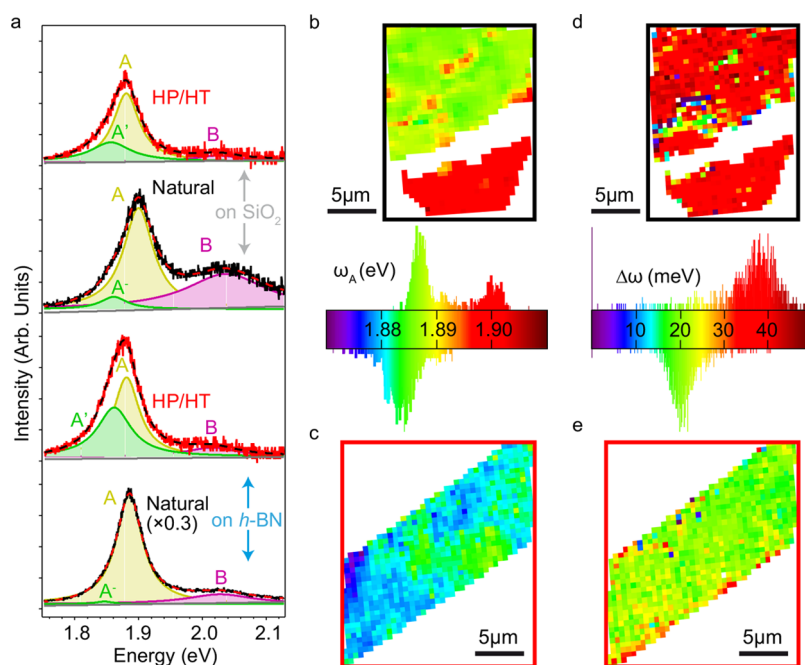 a
A
HP/HT
A'
B
A
Natural
on SiO₂
B
A⁻
A
HP/HT
A'
B
A
Natural
(×0.3)
on h-BN
B
A⁻
Intensity (Arb. Units)
1.8 1.9 2.0 2.1
Energy (eV)
b
5µm
ω_A (eV)
1.88 1.89 1.90
c
5µm
d
5µm
Δω (meV)
10 20 30 40
e
5µm